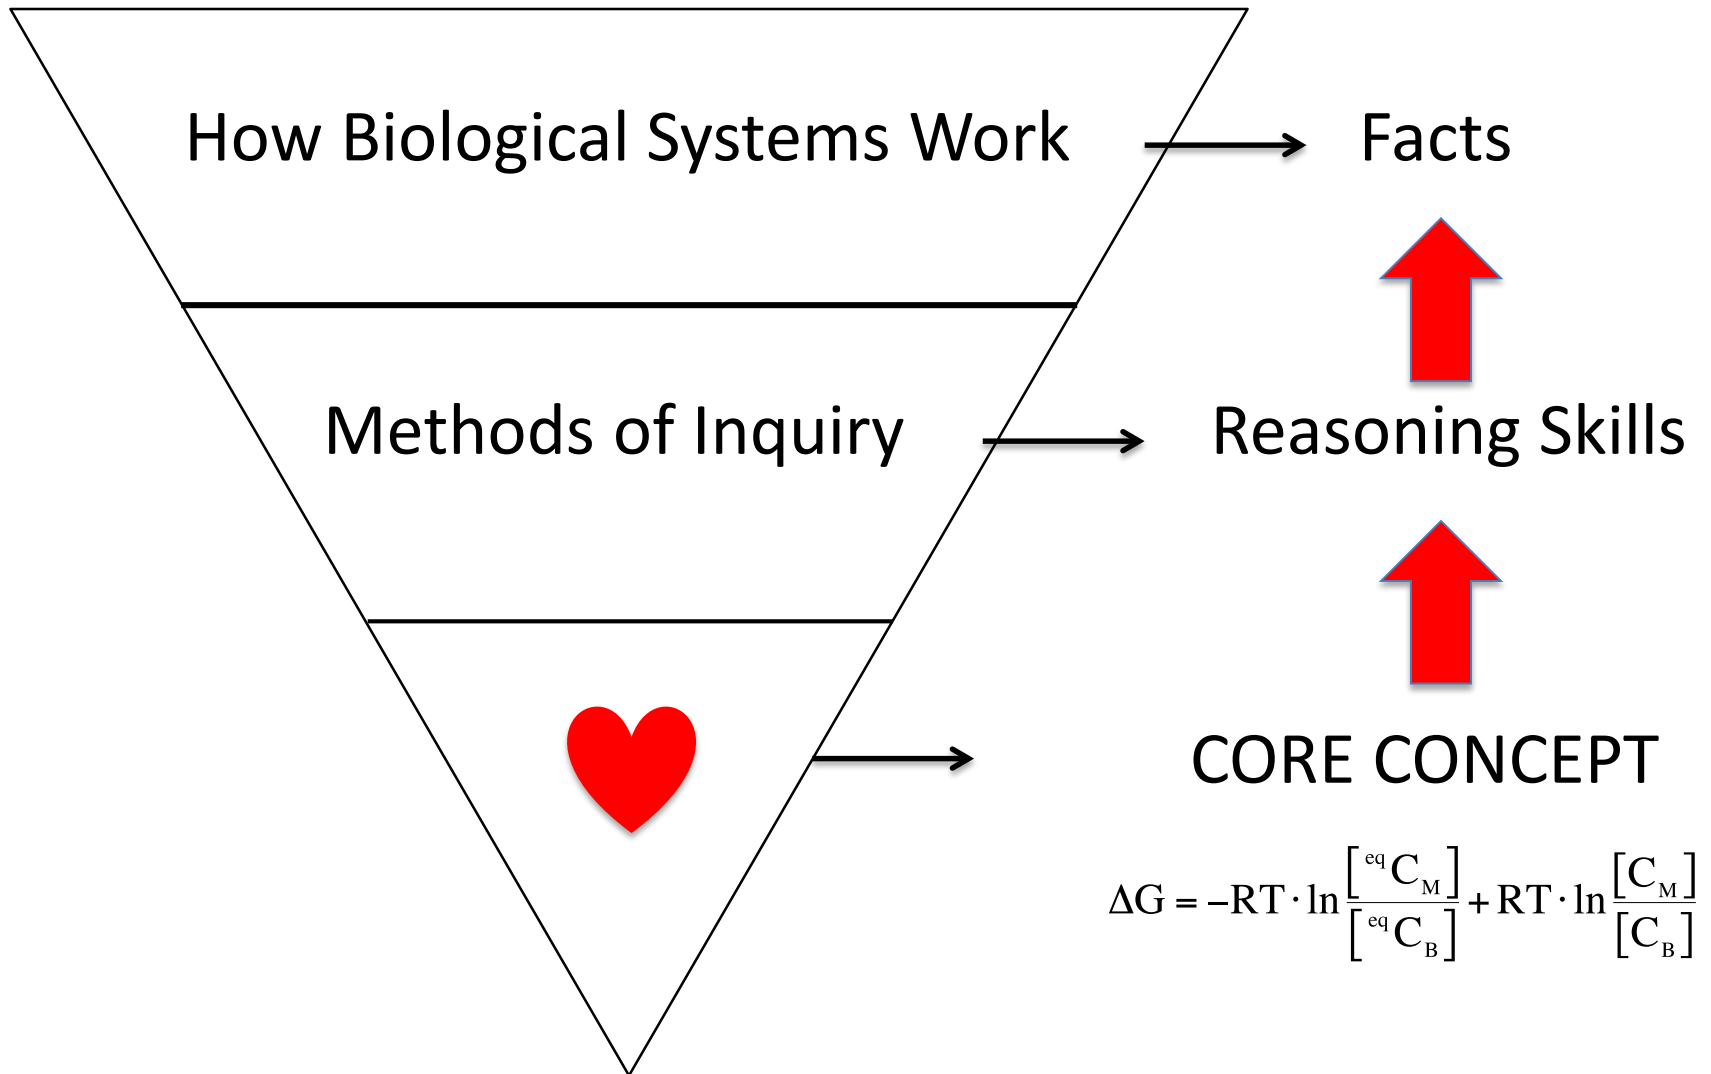 How Biological Systems Work
Facts
Methods of Inquiry
Reasoning Skills
CORE CONCEPT
ΔG = −RT · ln [eqC_M]/[eqC_B] + RT · ln [C_M]/[C_B]